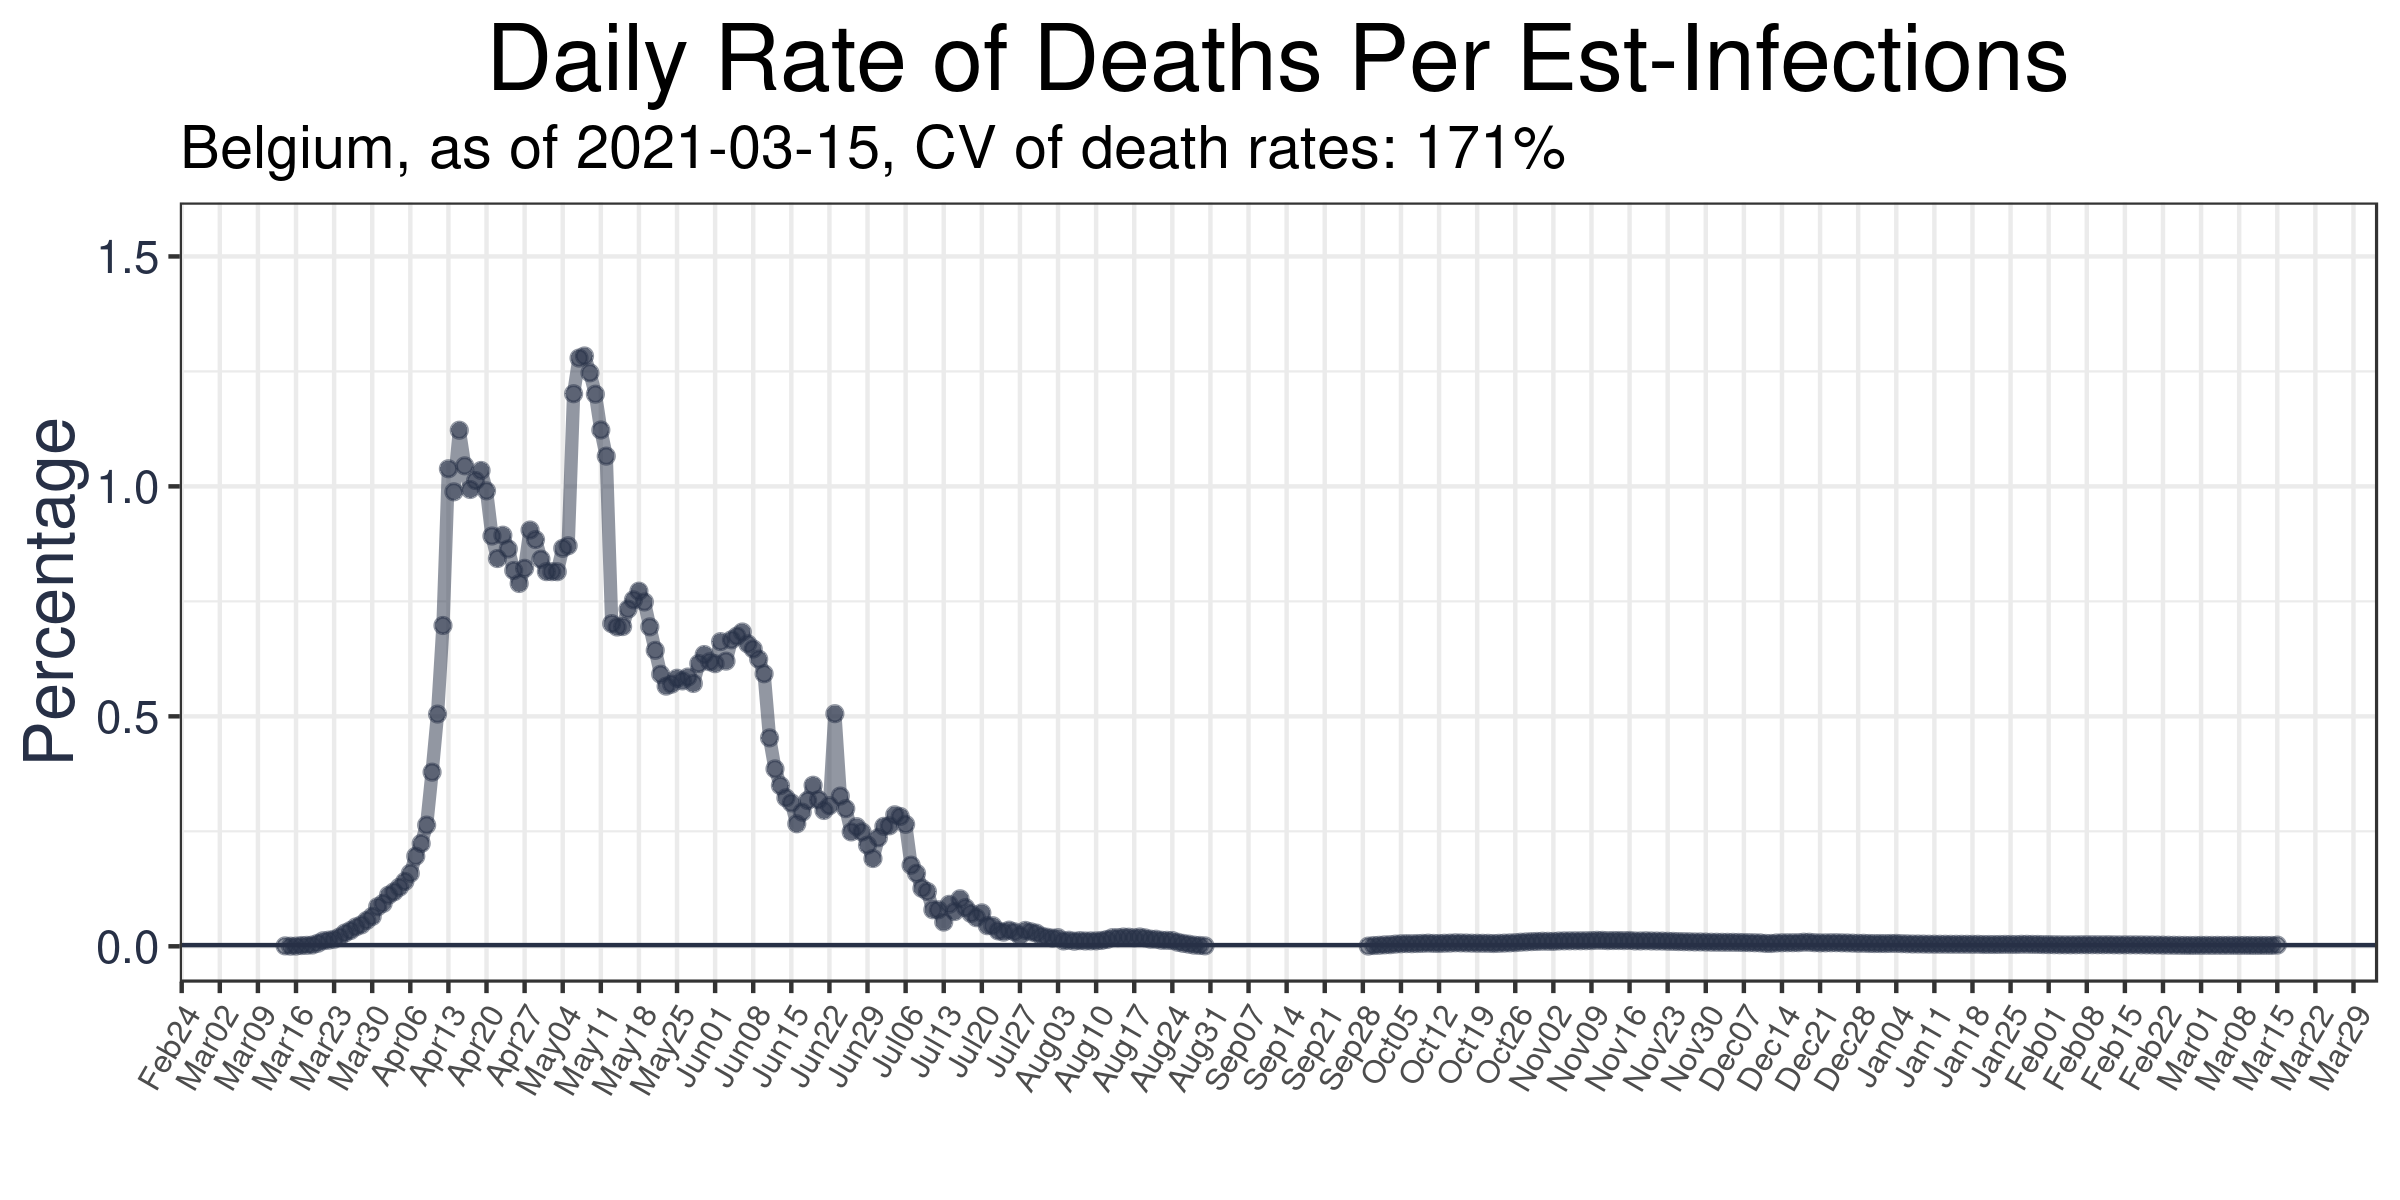 Daily Rate of Deaths Per Est-Infections
Belgium, as of 2021-03-15, CV of death rates: 171%
Percentage
1.5
1.0
0.5
0.0
Feb24
Mar02
Mar09
Mar16
Mar23
Mar30
Apr06
Apr13
Apr20
Apr27
May04
May11
May18
May25
Jun01
Jun08
Jun15
Jun22
Jun29
Jul06
Jul13
Jul20
Jul27
Aug03
Aug10
Aug17
Aug24
Aug31
Sep07
Sep14
Sep21
Sep28
Oct05
Oct12
Oct19
Oct26
Nov02
Nov09
Nov16
Nov23
Nov30
Dec07
Dec14
Dec21
Dec28
Jan04
Jan11
Jan18
Jan25
Feb01
Feb08
Feb15
Feb22
Mar01
Mar08
Mar15
Mar22
Mar29